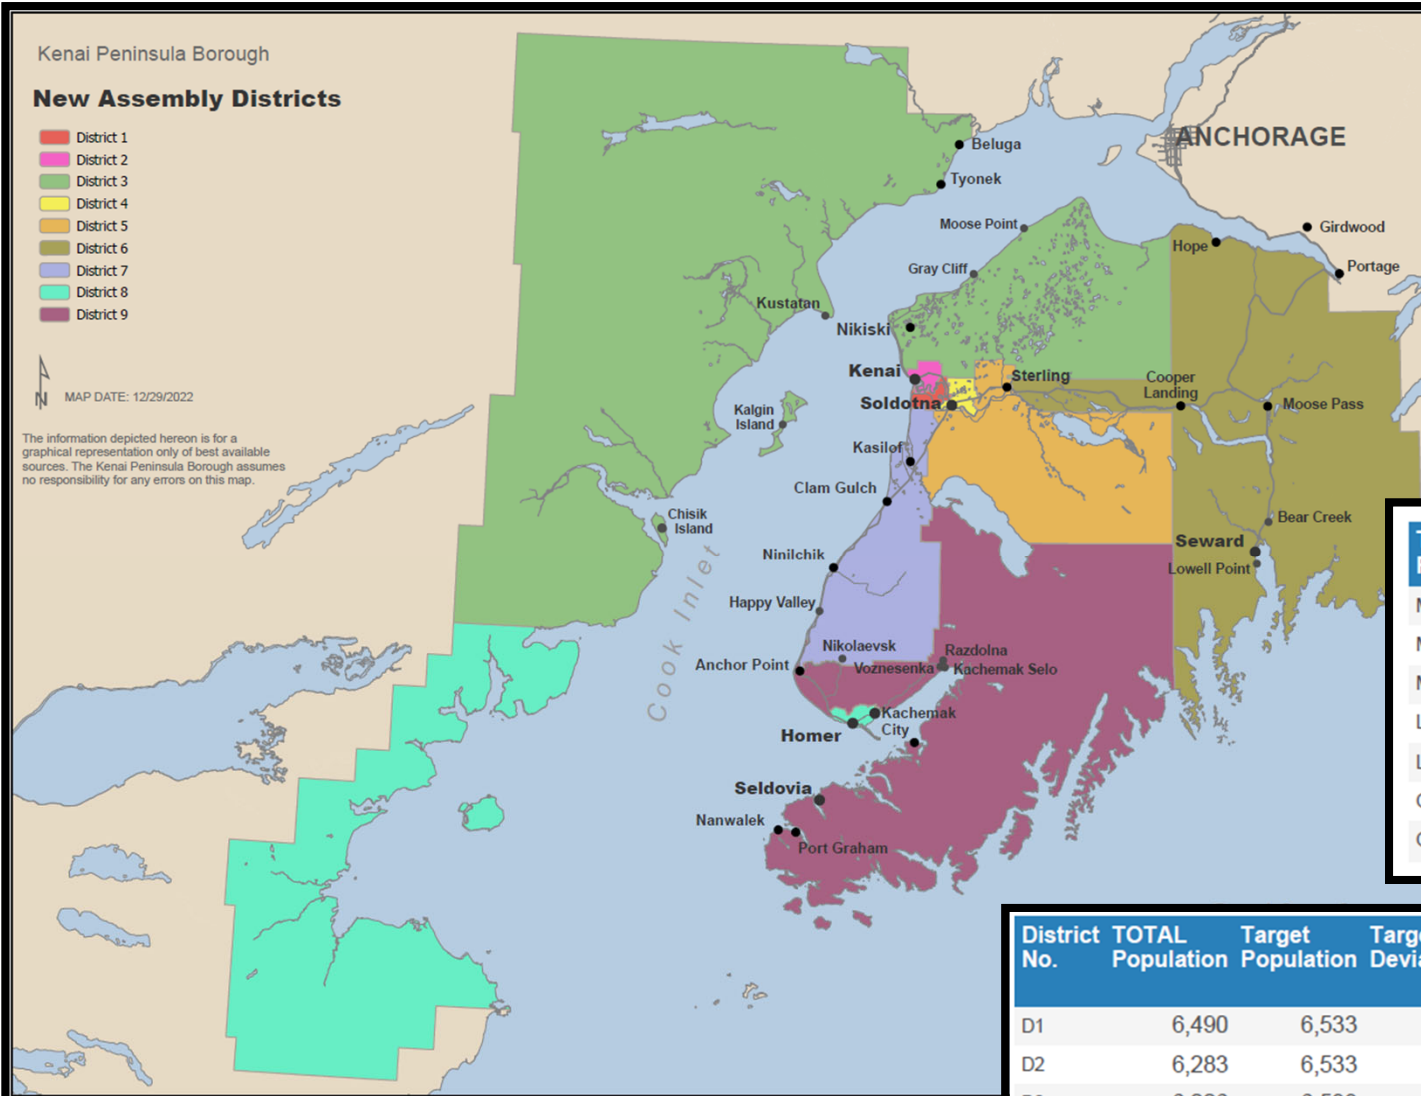 Kenai Peninsula Borough
New Assembly Districts
District 1
District 2
District 3
District 4
District 5
District 6
District 7
District 8
District 9
N
MAP DATE: 12/29/2022
The information depicted hereon is for a
graphical representation only of best available
sources. The Kenai Peninsula Borough assumes
no responsibility for any errors on this map.
ANCHORAGE
Beluga
Tyonek
Moose Point
Girdwood
Hope
Portage
Gray Cliff
Kustatan
Nikiski
Kenai
Sterling
Cooper
Landing
Soldotna
Moose Pass
Kalgin
Island
Kasilof
Clam Gulch
Chisik
Island
Bear Creek
Seward
Lowell Point
Ninilchik
Cook Inlet
Happy Valley
Nikolaevsk
Razdolna
Anchor Point
Voznesenka
Kachemak Selo
Kachemak
City
Homer
Seldovia
Nanwalek
Port Graham
District TOTAL Target Targe
No. Population Population Devia
D1 6,490 6,533
D2 6,283 6,533